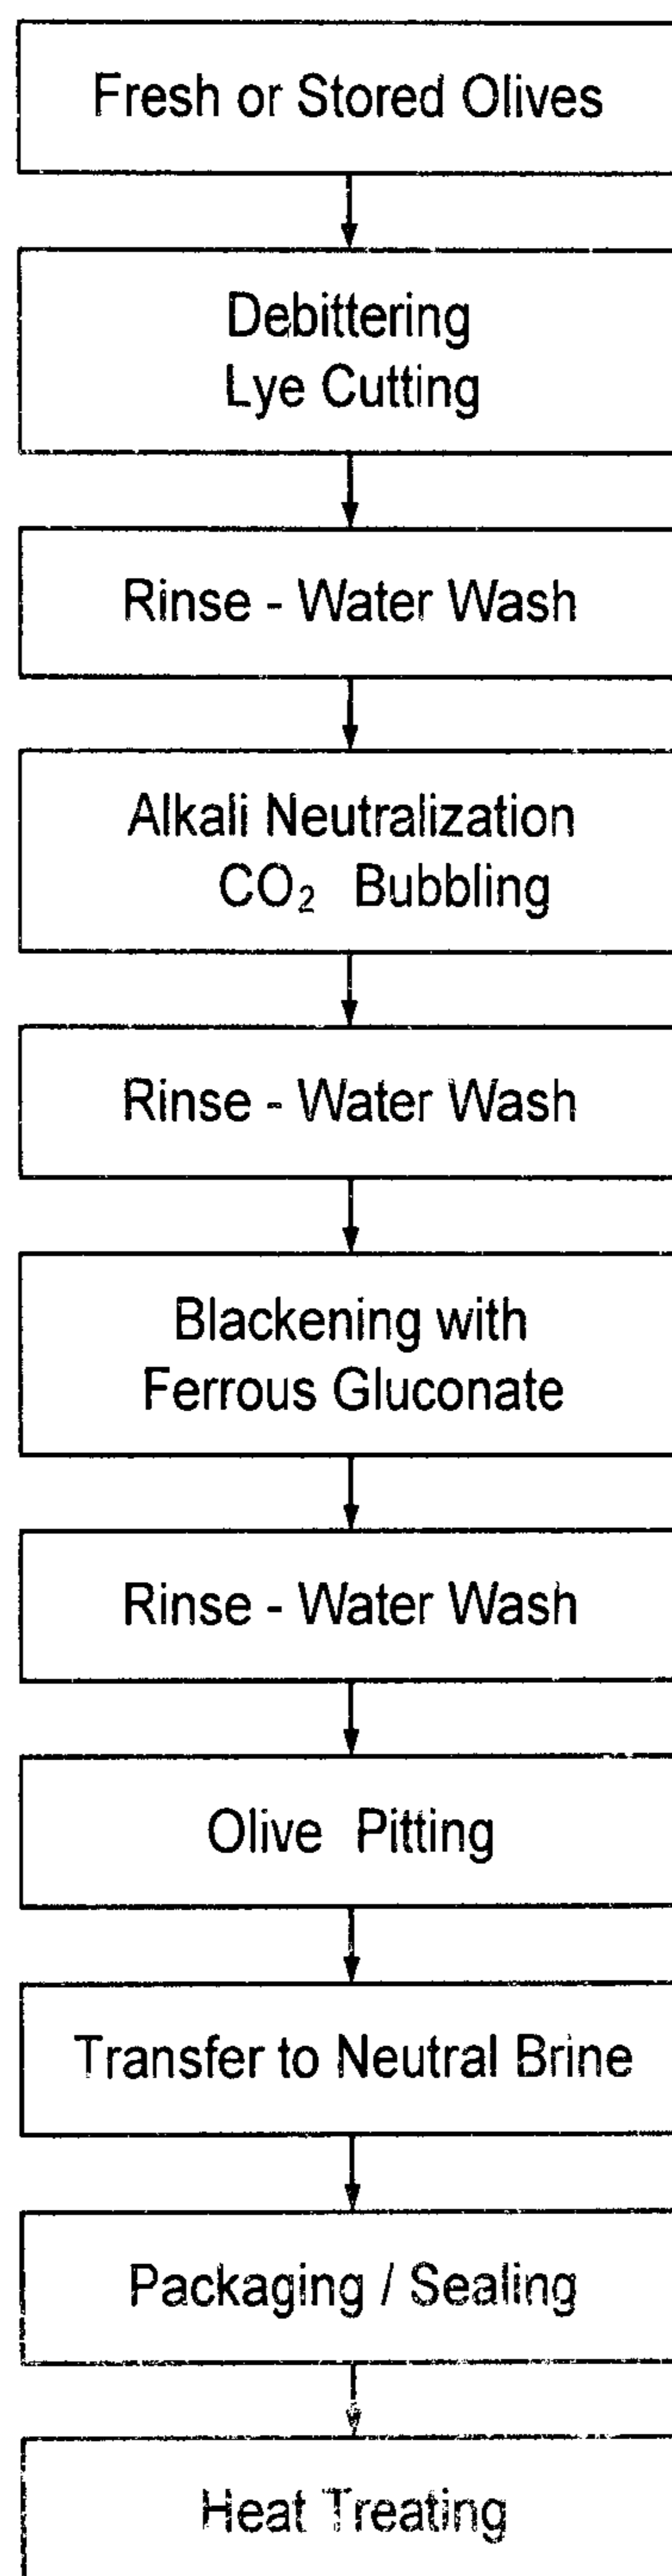 Fresh or Stored Olives
Debittering
Lye Cutting
Rinse - Water Wash
Alkali Neutralization
CO₂ Bubbling
Rinse - Water Wash
Blackening with
Ferrous Gluconate
Rinse - Water Wash
Olive Pitting
Transfer to Neutral Brine
Packaging / Sealing
Heat Treating